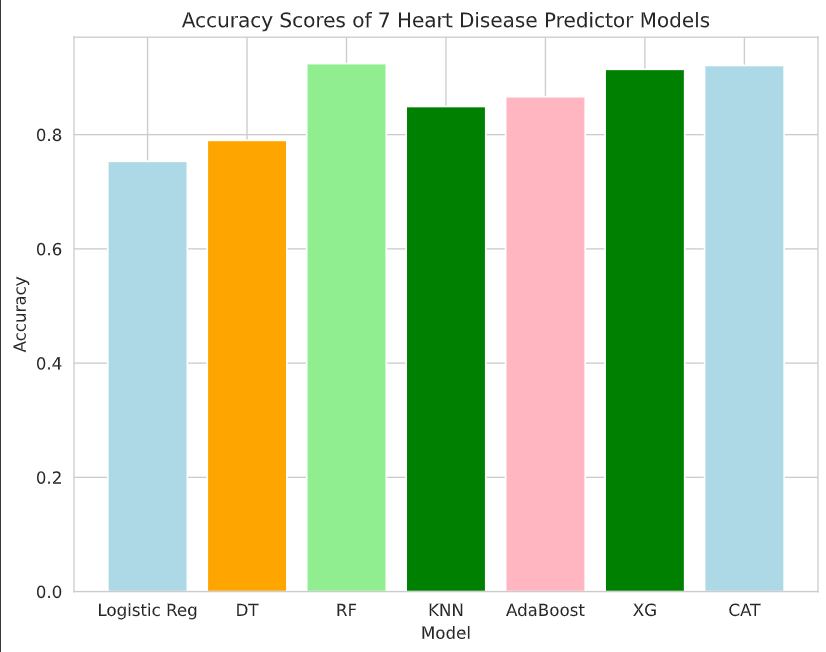 Accuracy Scores of 7 Heart Disease Predictor Models
Accuracy
0.8
0.6
0.4
0.2
0.0
Logistic Reg DT RF KNN AdaBoost XG CAT
Model